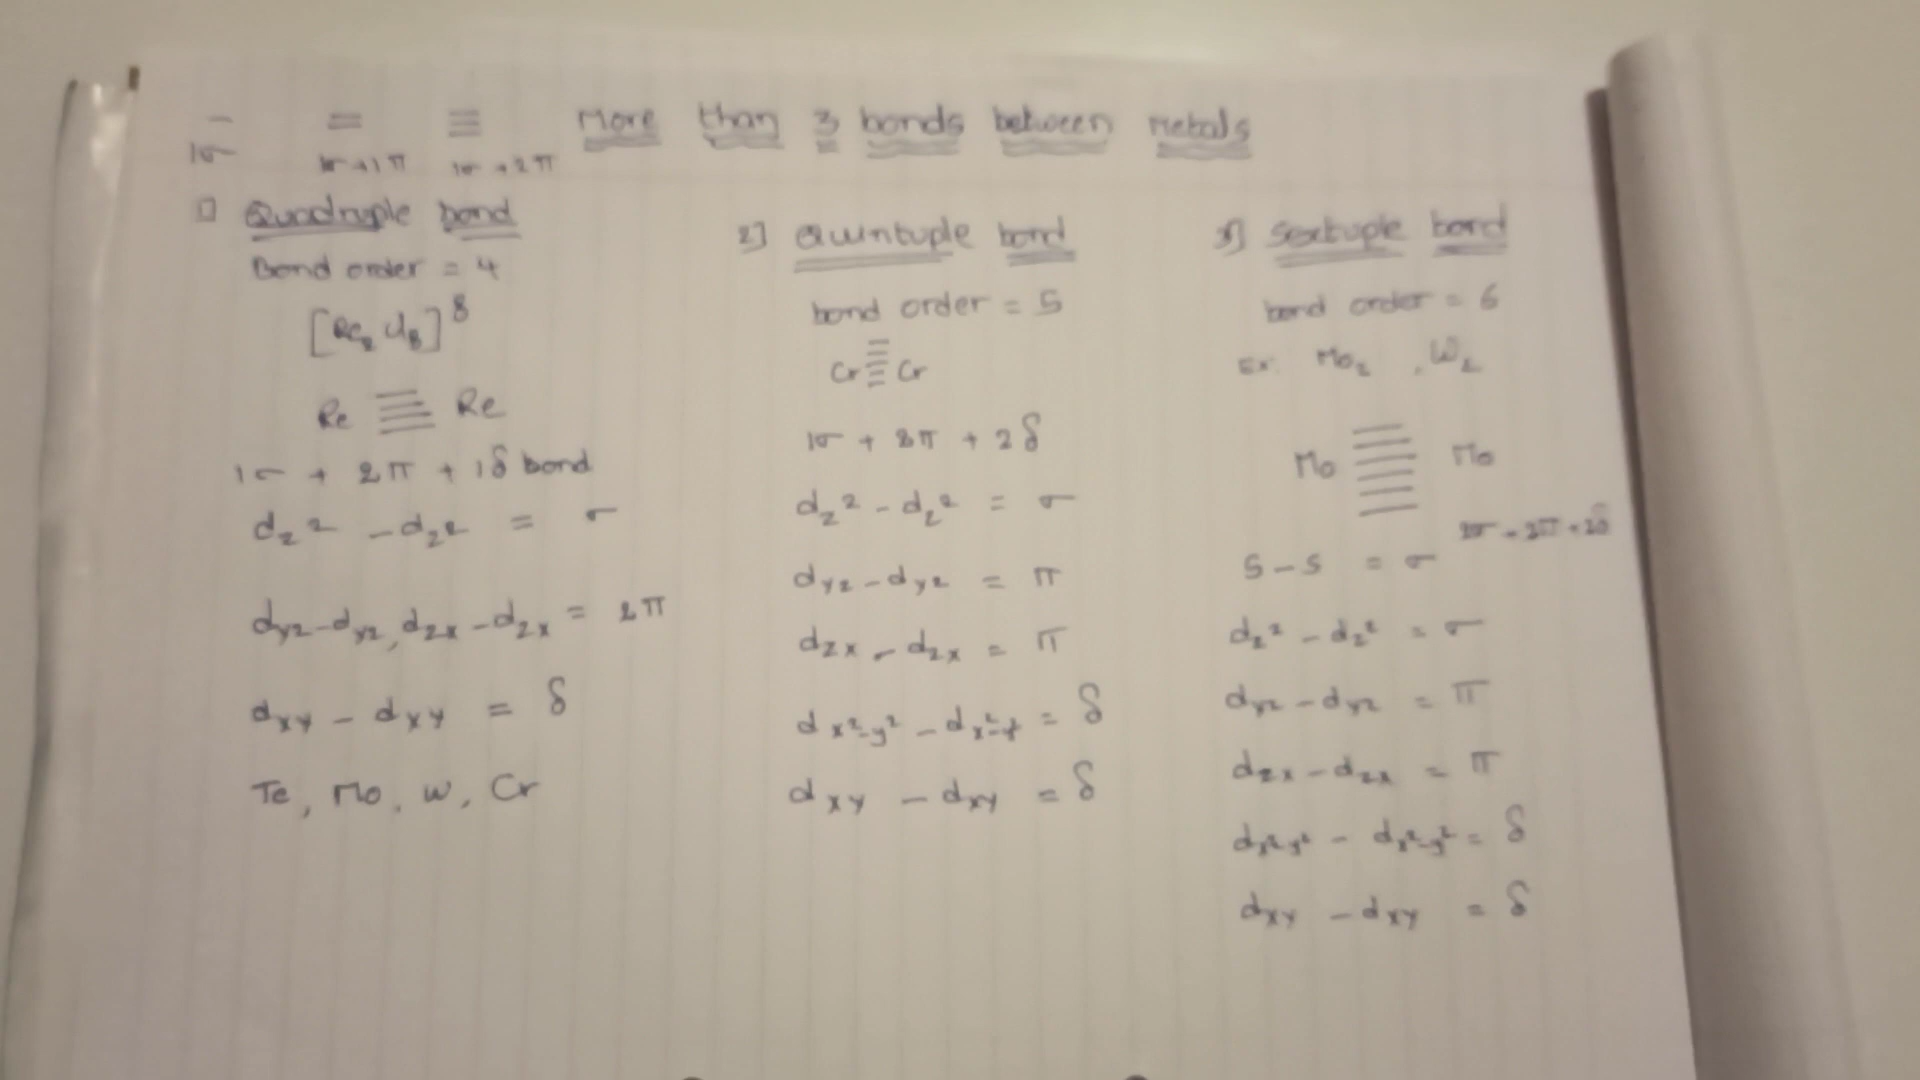 — = ≡ More than 3 bonds between Metals
1σ 1σ+1π 1σ+2π
1] Quadruple bond
Bond order = 4
[Re₂Cl₈]⁸
Re ≣ Re
1σ + 2π + 1δ bond
dz² - dz² = σ
dyz-dyz, dzx-dzx = 2π
dxy - dxy = δ
Te, Mo, W, Cr
2] Quintuple bond
bond order = 5
Cr Cr
1σ + 2π + 2δ
dz² - dz² = σ
dyz - dyz = π
dzx - dzx = π
dx²-y² - dx²-y² = δ
dxy - dxy = δ
3] Sextuple bond
bond order = 6
Ex: Mo₂, W₂
Mo Mo
2σ + 2π + 2δ
S-S = σ
dz² - dz² = σ
dyz - dyz = π
dzx - dzx = π
dx²-y² - dx²-y² = δ
dxy - dxy = δ